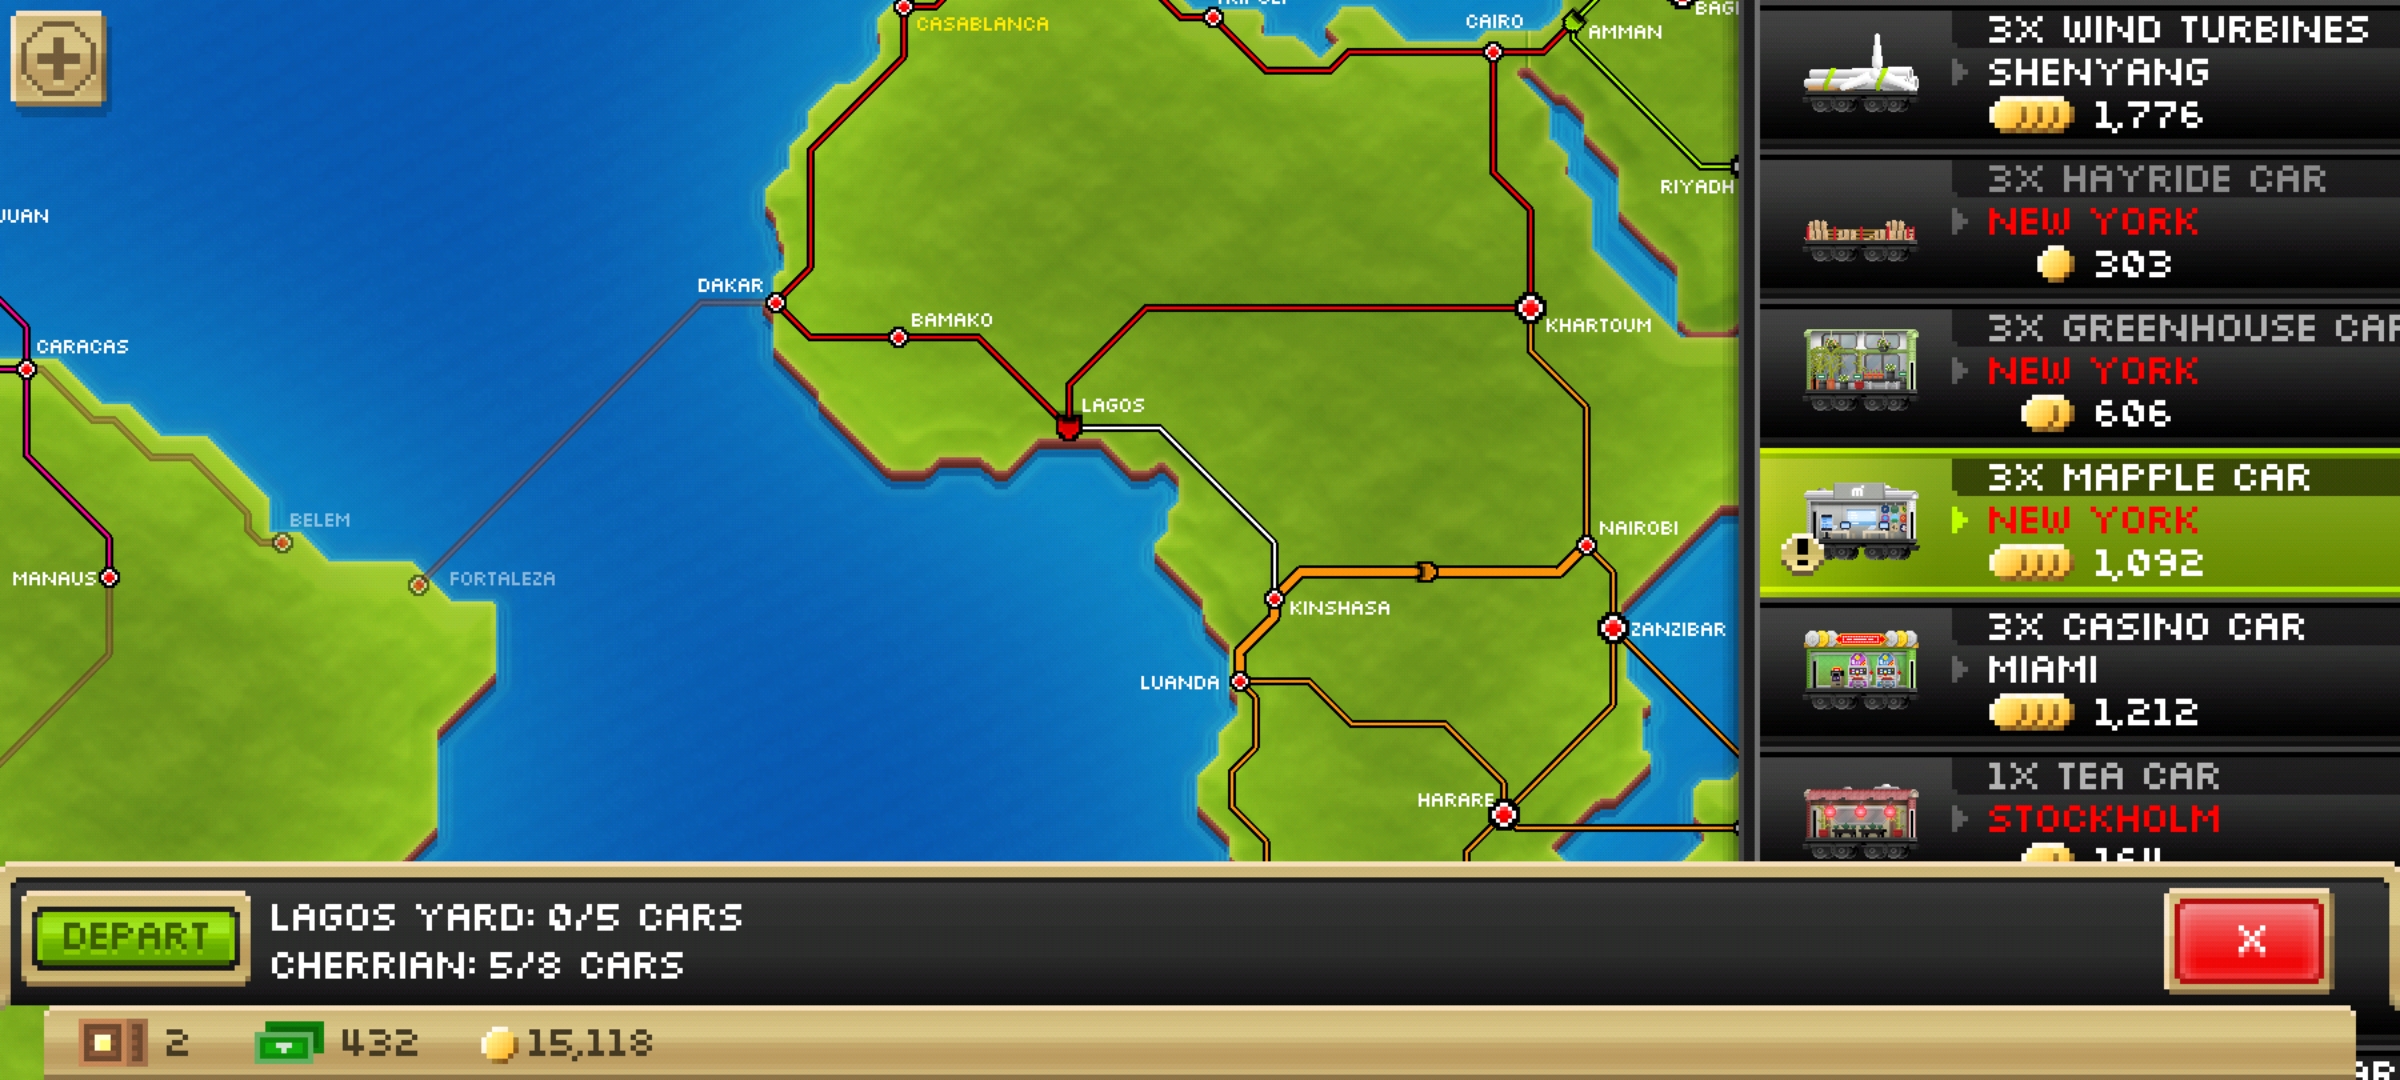 CASABLANCA
CAIRO
AMMAN
RIYADH
DAKAR
BAMAKO
KHARTOUM
CARACAS
LAGOS
BELEM
NAIROBI
MANAUS
FORTALEZA
KINSHASA
ZANZIBAR
LUANDA
HARARE
3X WIND TURBINES
SHENYANG
1,776
3X HAYRIDE CAR
NEW YORK
303
3X GREENHOUSE CAR
NEW YORK
606
3X MAPPLE CAR
NEW YORK
1,092
3X CASINO CAR
MIAMI
1,212
1X TEA CAR
STOCKHOLM
DEPART
LAGOS YARD: 0/5 CARS
CHERRIAN: 5/8 CARS
X
2
432
15,118